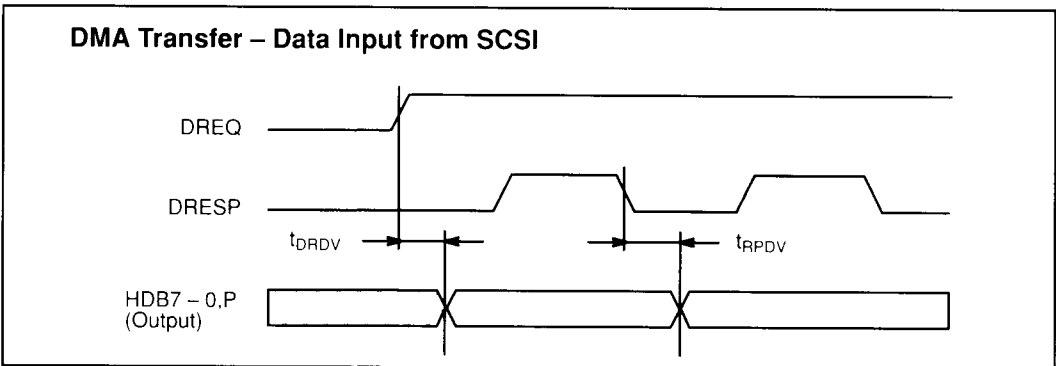 DMA Transfer – Data Input from SCSI
DREQ
DRESP
tDRDV
tRPDV
HDB7 – 0,P
(Output)